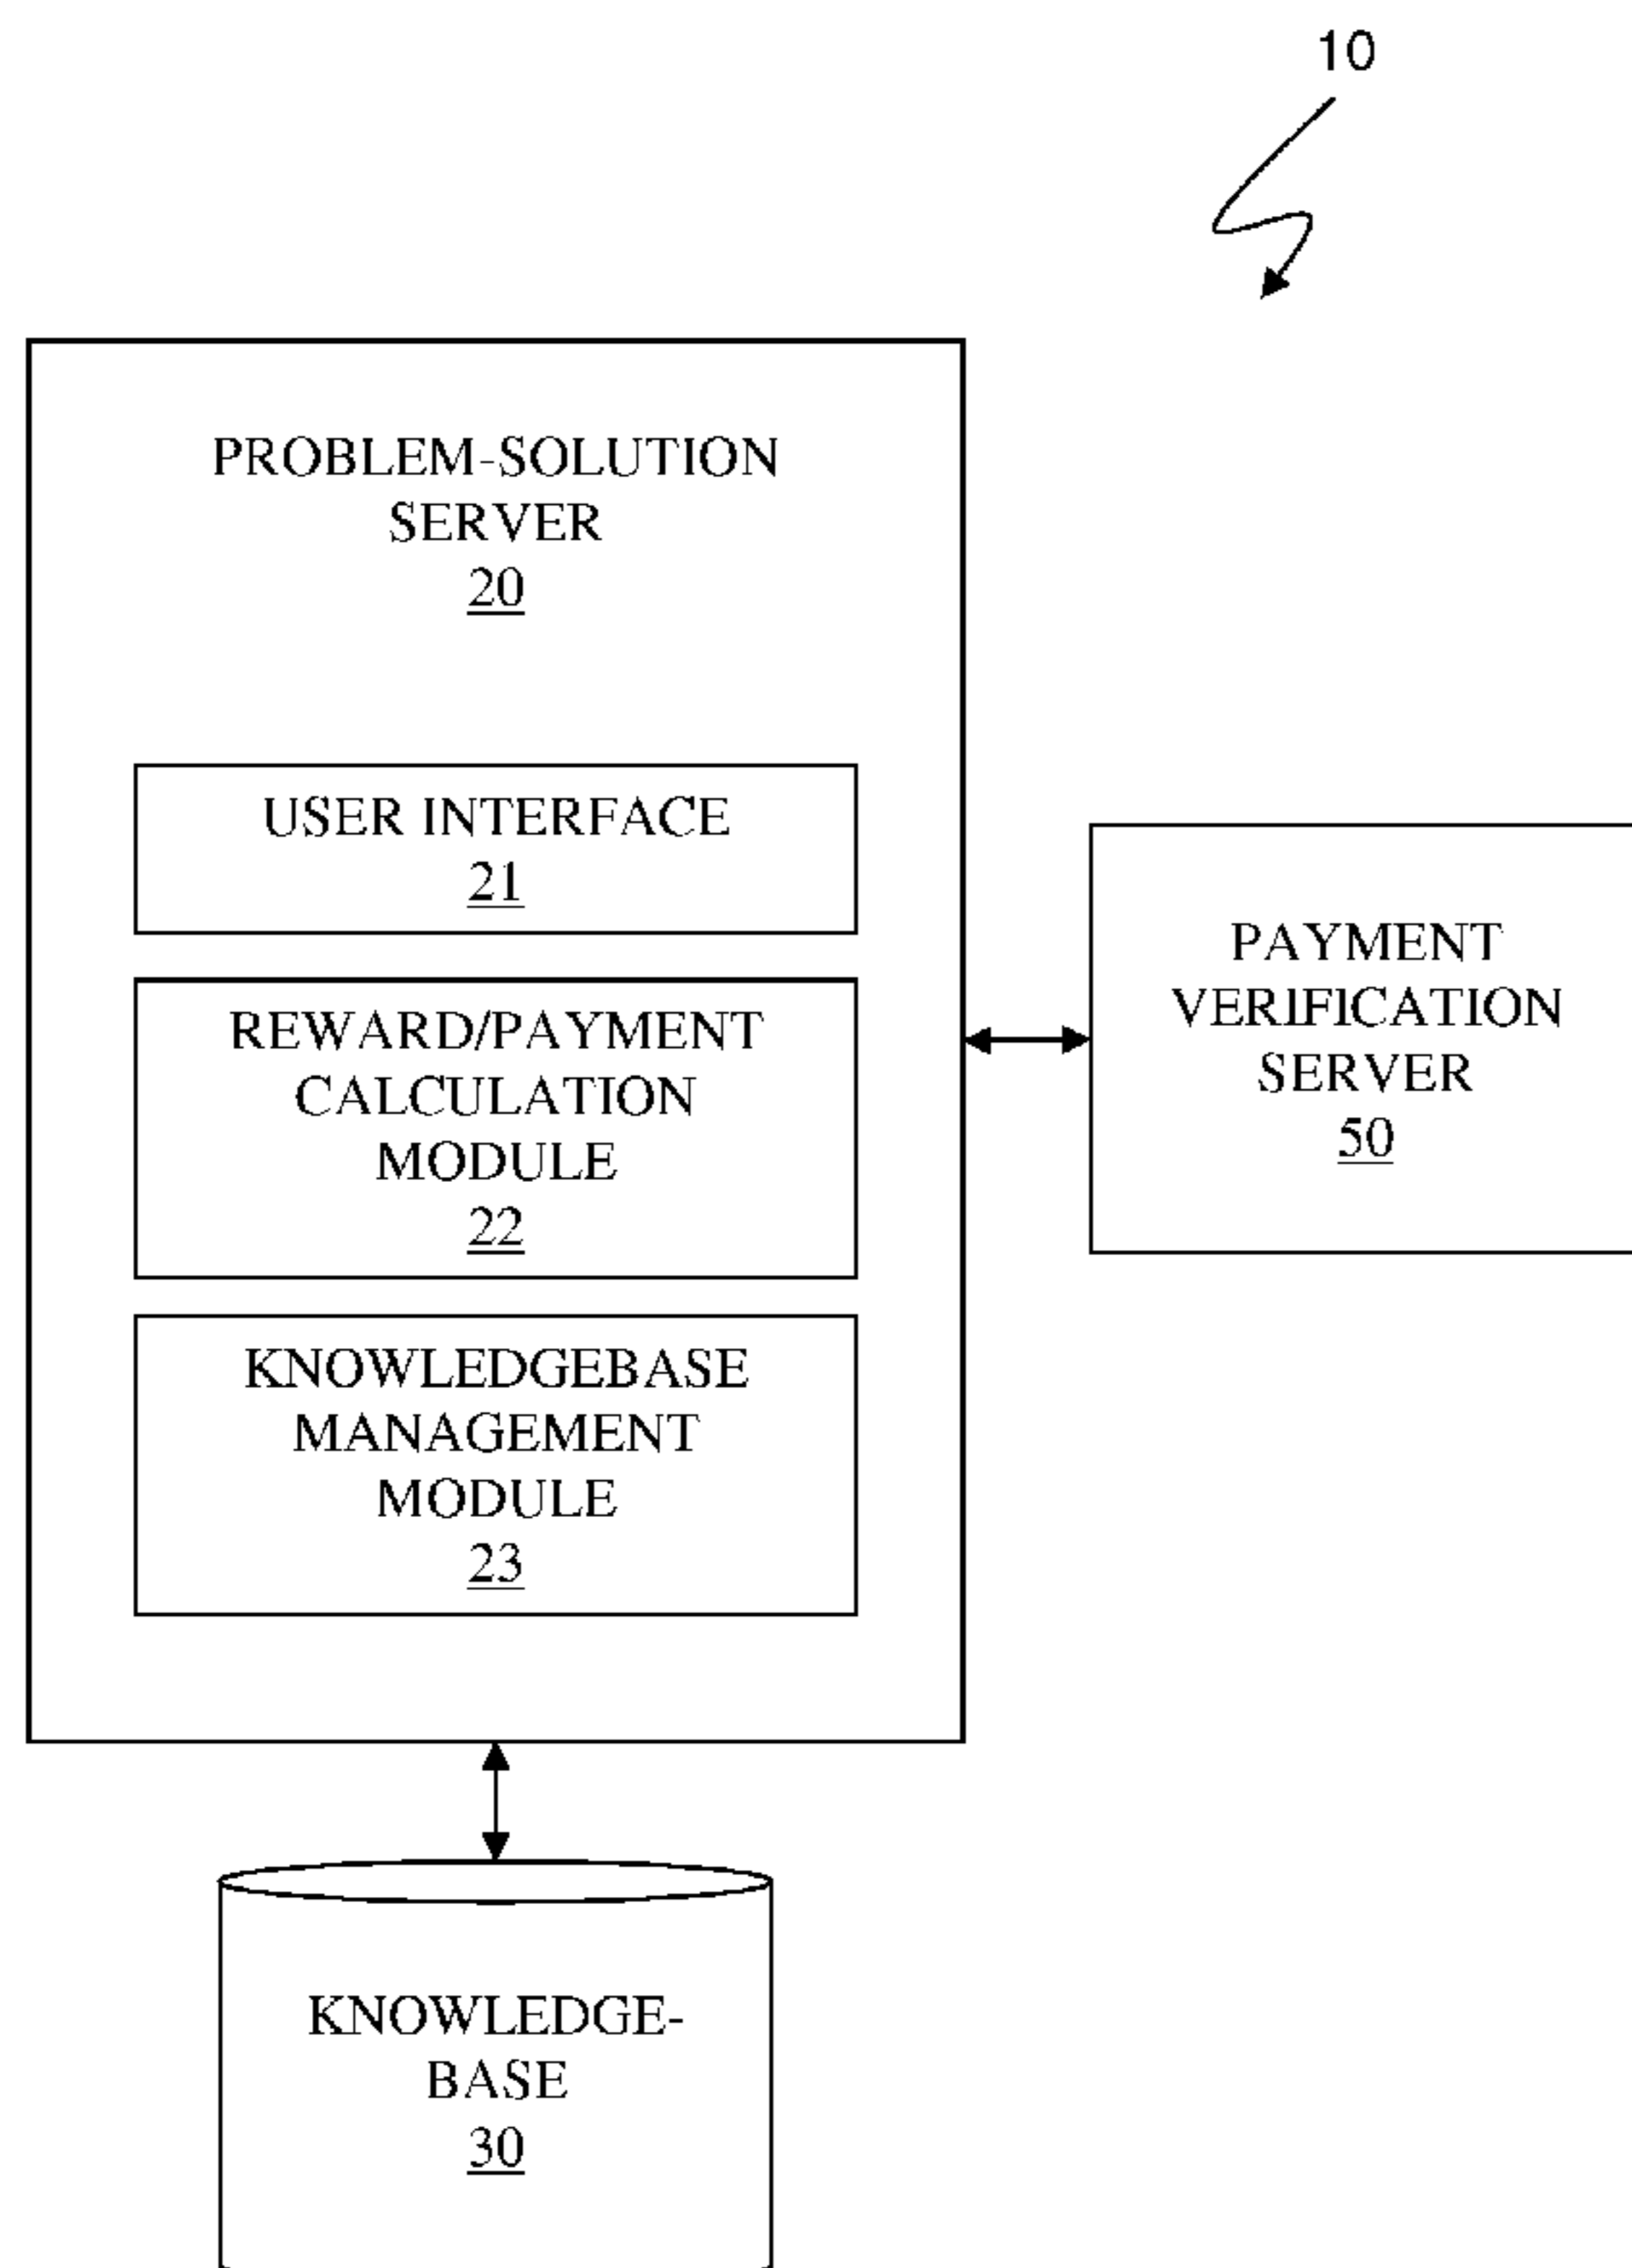 10
PROBLEM-SOLUTION
SERVER
20
USER INTERFACE
21
REWARD/PAYMENT
CALCULATION
MODULE
22
KNOWLEDGEBASE
MANAGEMENT
MODULE
23
PAYMENT
VERIFICATION
SERVER
50
KNOWLEDGE-
BASE
30